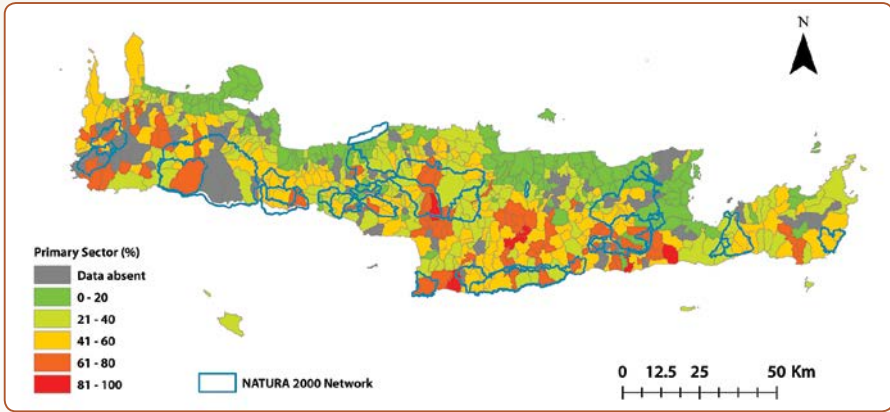 N
Primary Sector (%)
Data absent
0 - 20
21 - 40
41 - 60
61 - 80
81 - 100
NATURA 2000 Network
0 12.5 25 50 Km